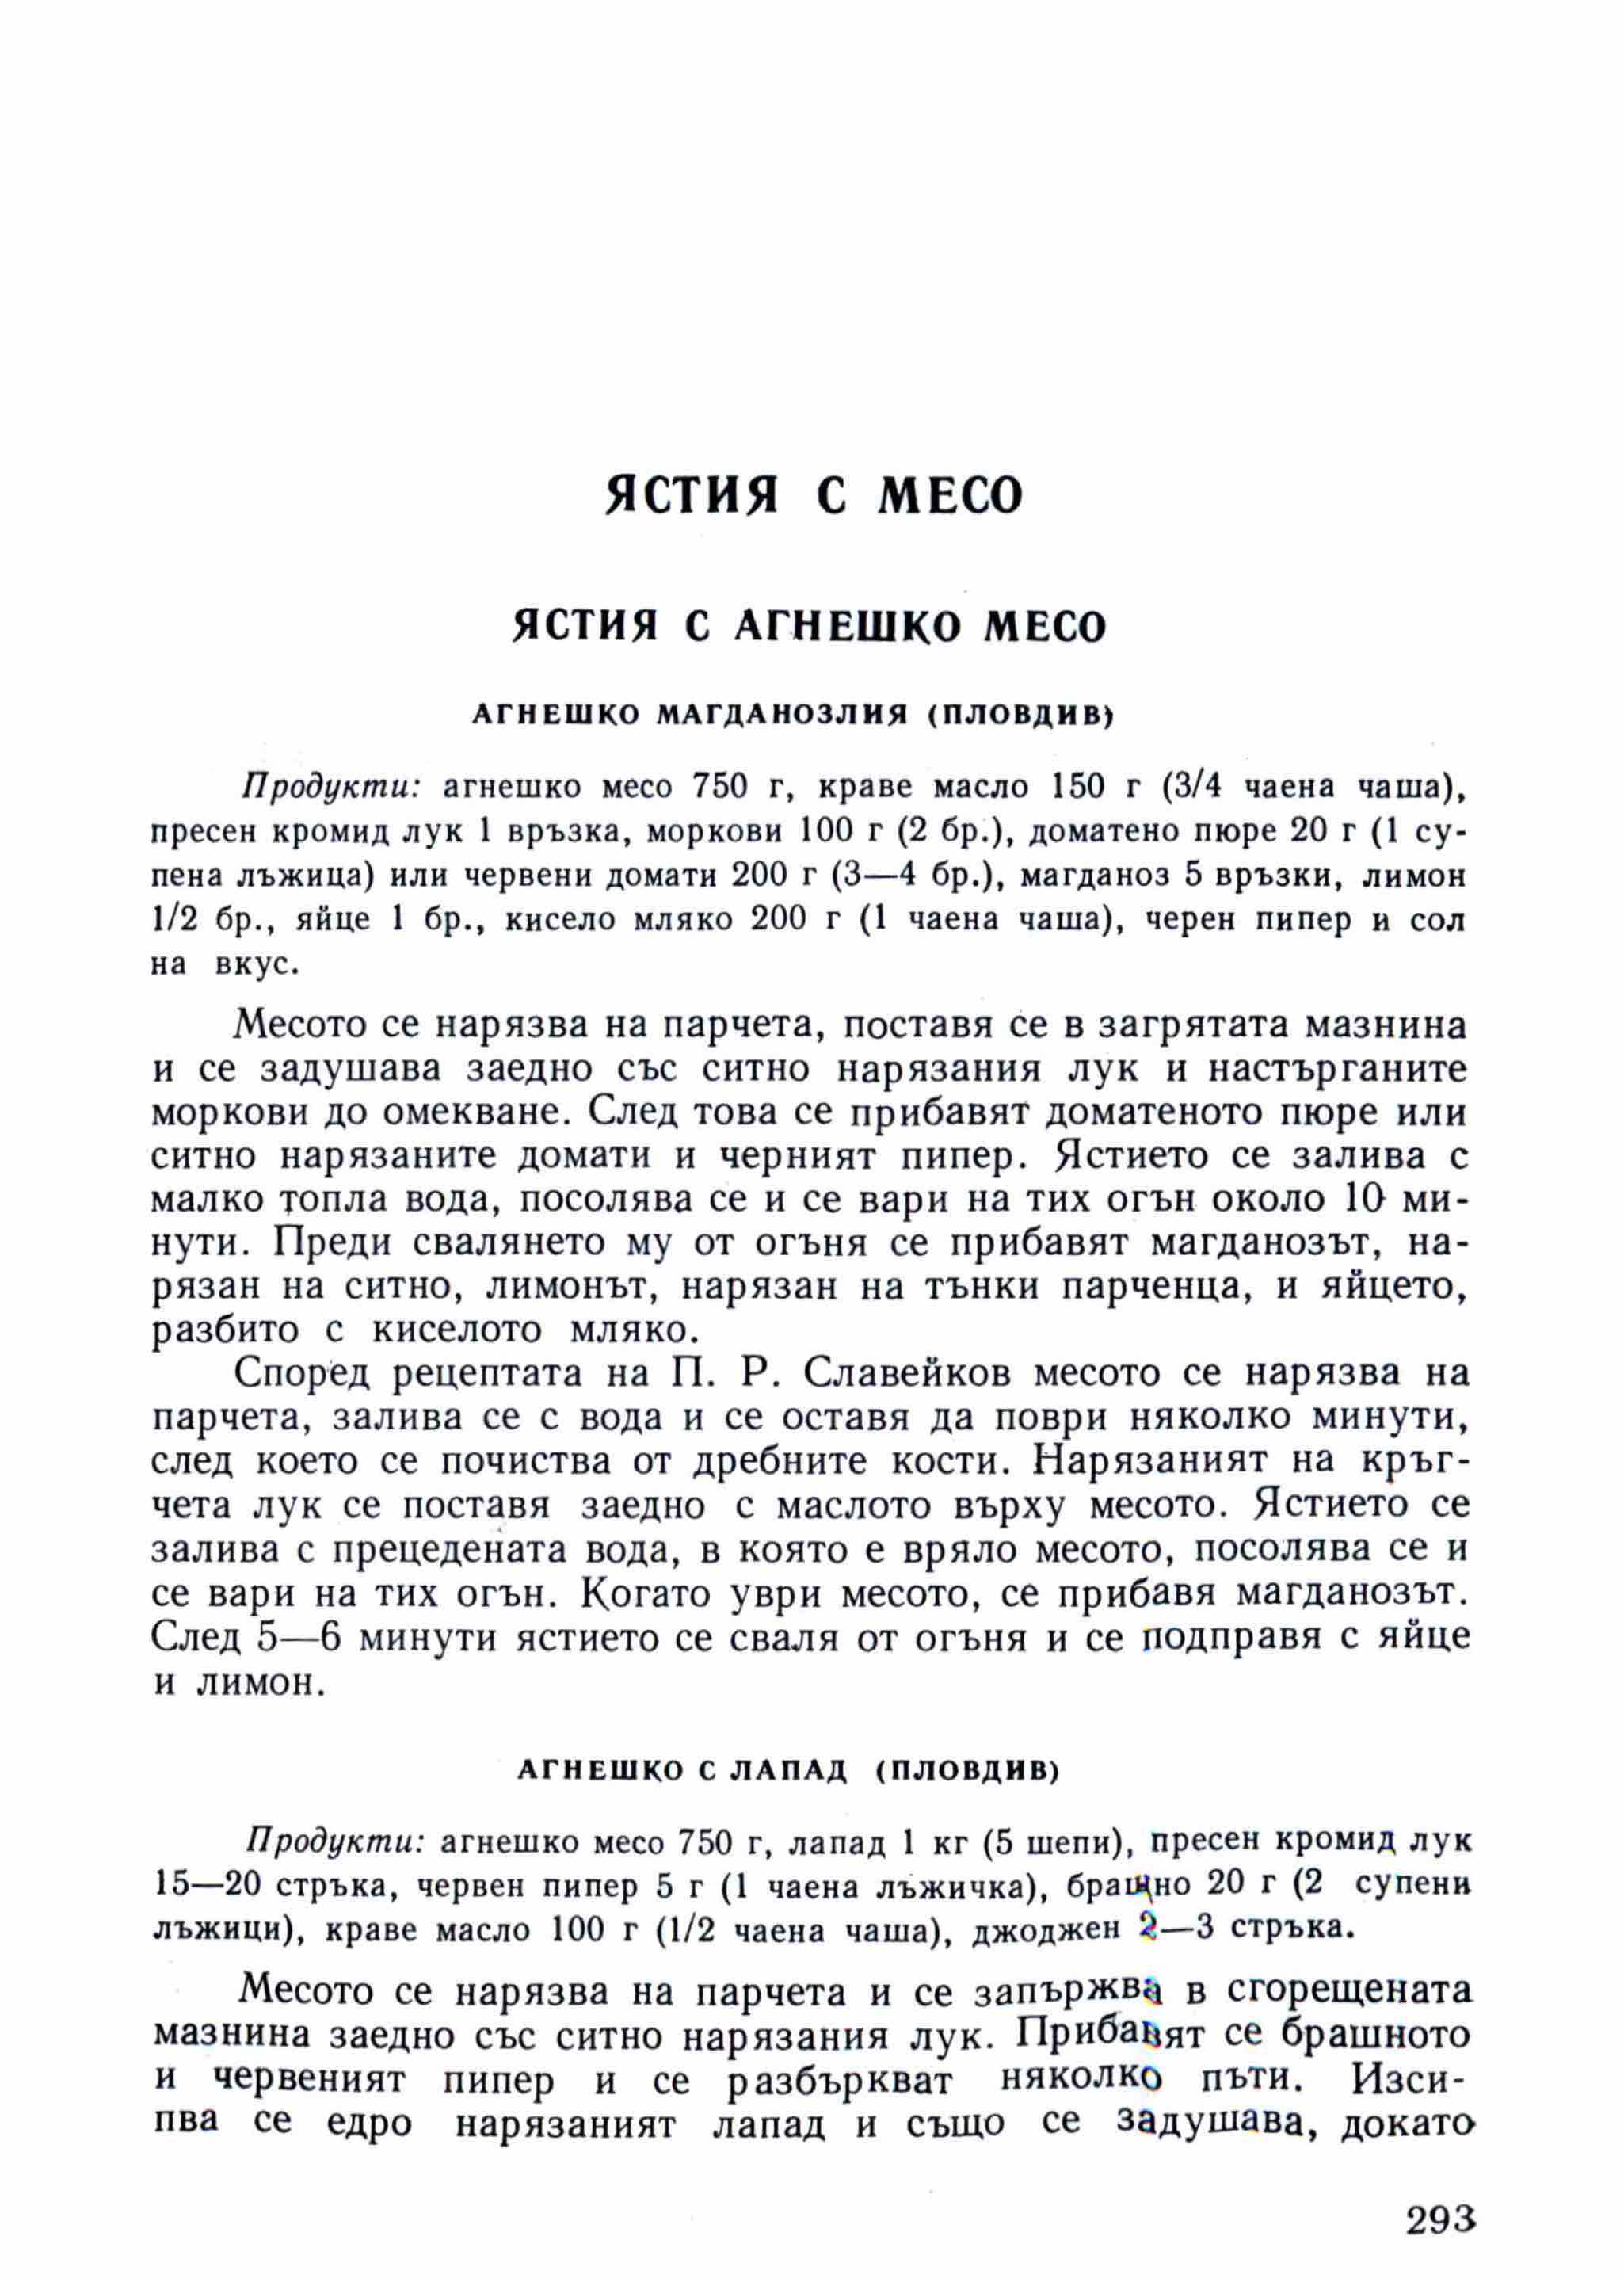 ЯСТИЯ С МЕСО
ЯСТИЯ С АГНЕШКО МЕСО
АГНЕШКО МАГДАНОЗЛИЯ (ПЛОВДИВ)
Продукти: агнешко месо 750 г, краве масло 150 г (3/4 чаена чаша),
пресен кромид лук 1 връзка, моркови 100 г (2 бр.), доматено пюре 20 г (1 су-
пена лъжица) или червени домати 200 г (3—4 бр.), магданоз 5 връзки, лимон
1/2 бр., яйце 1 бр., кисело мляко 200 г (1 чаена чаша), черен пипер и сол
на вкус.
Месото се нарязва на парчета, поставя се в загрятата мазнина
и се задушава заедно със ситно нарязания лук и настърганите
моркови до омекване. След това се прибавят доматеното пюре или
ситно нарязаните домати и черният пипер. Ястието се залива с
малко топла вода, посолява се и се вари на тих огън около 10 ми-
нути. Преди свалянето му от огъня се прибавят магданозът, на-
рязан на ситно, лимонът, нарязан на тънки парченца, и яйцето,
разбито с киселото мляко.
Според рецептата на П. Р. Славейков месото се нарязва на
парчета, залива се с вода и се оставя да поври няколко минути,
след което се почиства от дребните кости. Нарязаният на кръг-
чета лук се поставя заедно с маслото върху месото. Ястието се
залива с прецедената вода, в която е вряло месото, посолява се и
се вари на тих огън. Когато уври месото, се прибавя магданозът.
След 5—6 минути ястието се сваля от огъня и се подправя с яйце
и лимон.
АГНЕШКО С ЛАПАД (ПЛОВДИВ)
Продукти: агнешко месо 750 г, лапад 1 кг (5 шепи), пресен кромид лук
15—20 стръка, червен пипер 5 г (1 чаена лъжичка), брашно 20 г (2 супени
лъжици), краве масло 100 г (1/2 чаена чаша), джоджен 2—3 стръка.
Месото се нарязва на парчета и се запържва в сгорещената
мазнина заедно със ситно нарязания лук. Прибавят се брашното
и червеният пипер и се разбъркват няколко пъти. Изси-
пва се едро нарязаният лапад и също се задушава, докато
293